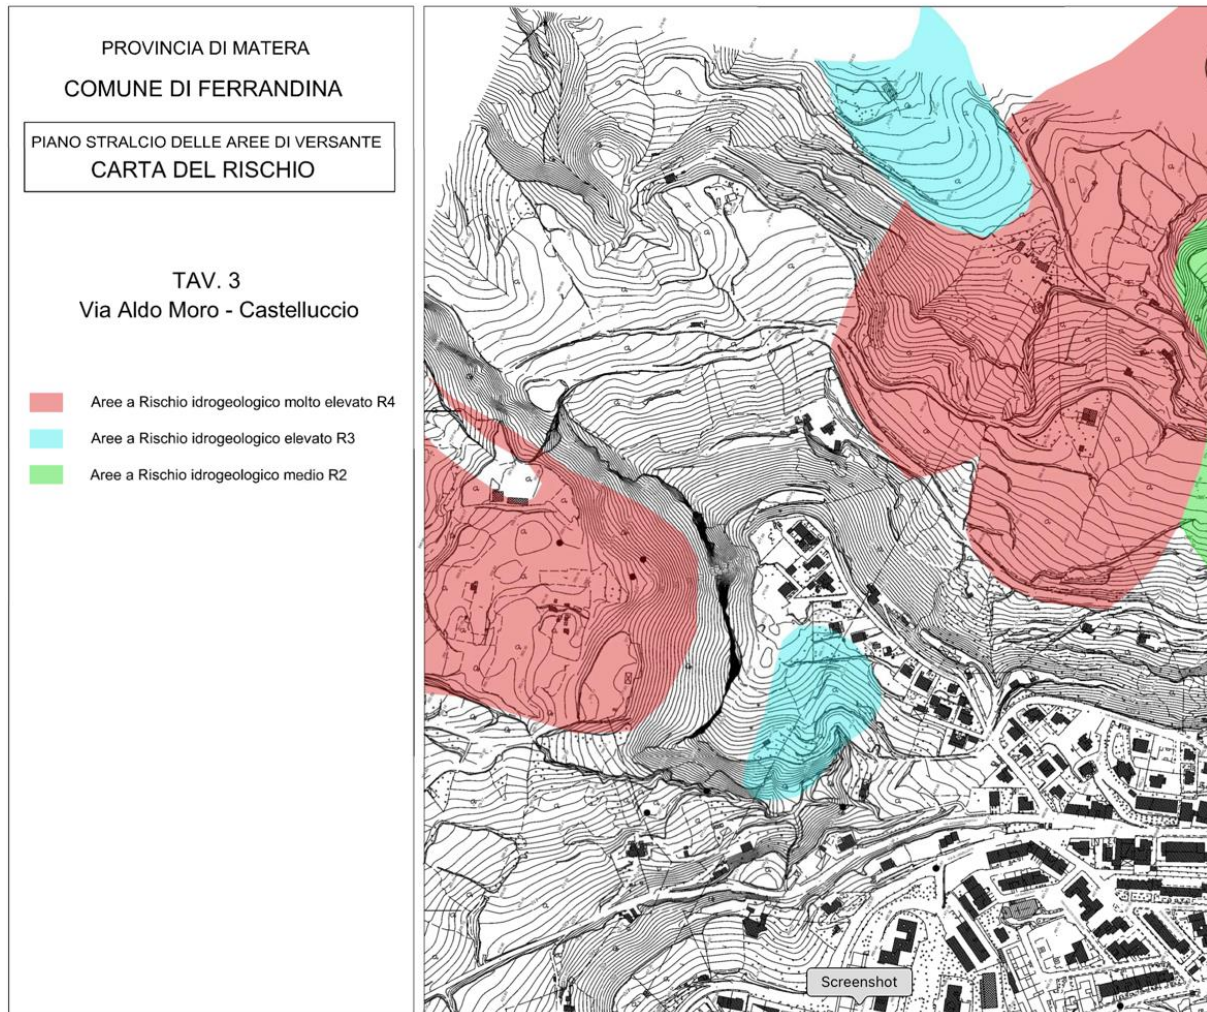 PROVINCIA DI MATERA
COMUNE DI FERRANDINA
PIANO STRALCIO DELLE AREE DI VERSANTE
CARTA DEL RISCHIO
TAV. 3
Via Aldo Moro - Castelluccio
Aree a Rischio idrogeologico molto elevato R4
Aree a Rischio idrogeologico elevato R3
Aree a Rischio idrogeologico medio R2
Screenshot